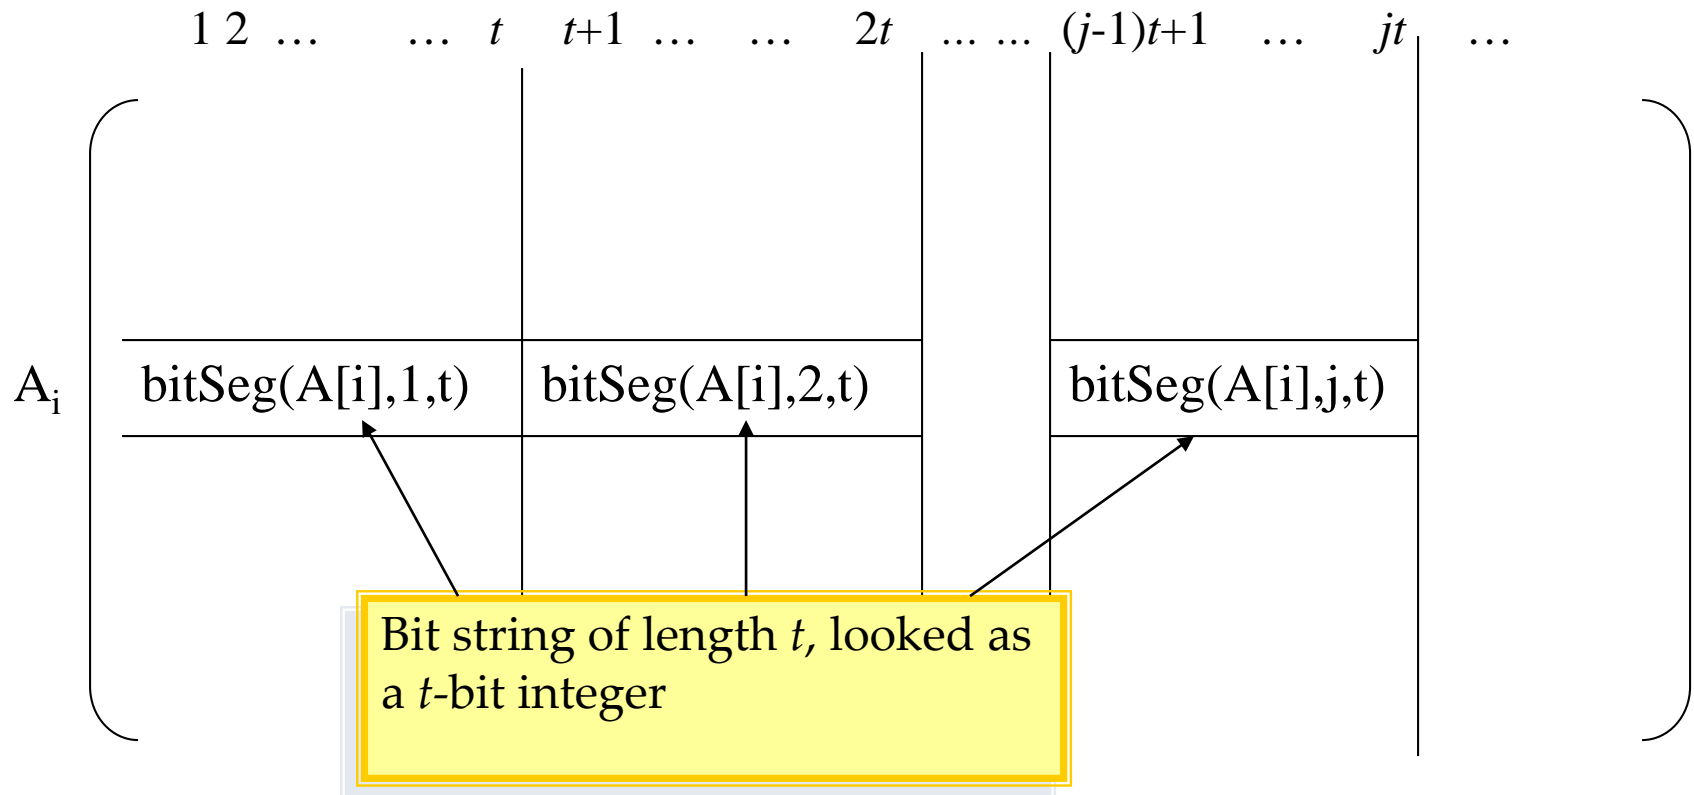 1 2 … … t t+1 … … 2t ... ... (j-1)t+1 … jt …
A_i bitSeg(A[i],1,t) bitSeg(A[i],2,t) bitSeg(A[i],j,t)
Bit string of length t, looked as
a t-bit integer